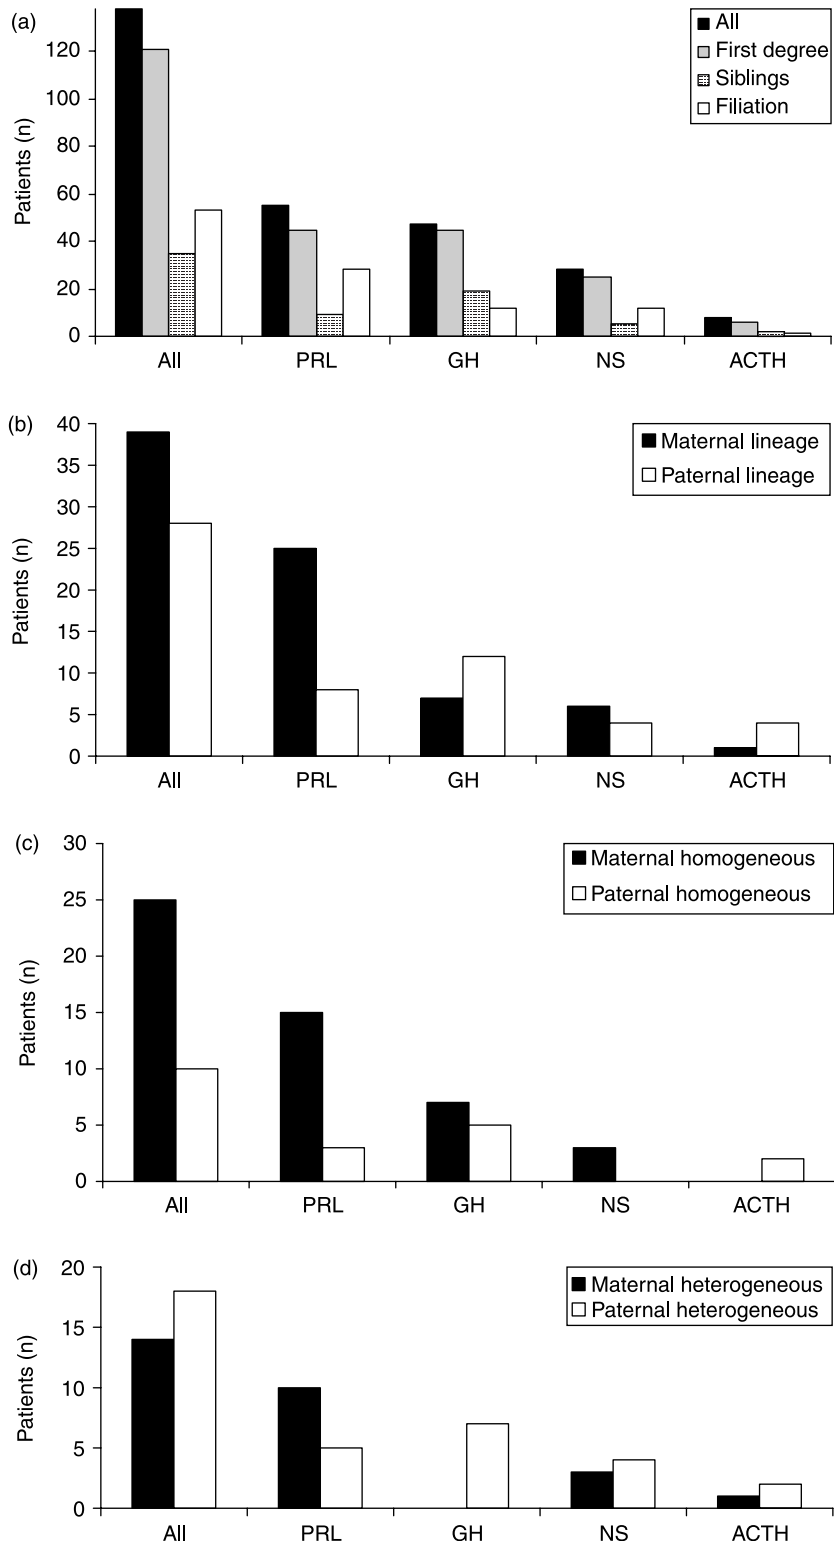 (a)
All
First degree
Siblings
Filiation
Patients (n)
120
100
80
60
40
20
0
All PRL GH NS ACTH
(b)
Maternal lineage
Paternal lineage
Patients (n)
40
35
30
25
20
15
10
5
0
All PRL GH NS ACTH
(c)
Maternal homogeneous
Paternal homogeneous
Patients (n)
30
25
20
15
10
5
0
All PRL GH NS ACTH
(d)
Maternal heterogeneous
Paternal heterogeneous
Patients (n)
20
15
10
5
0
All PRL GH NS ACTH